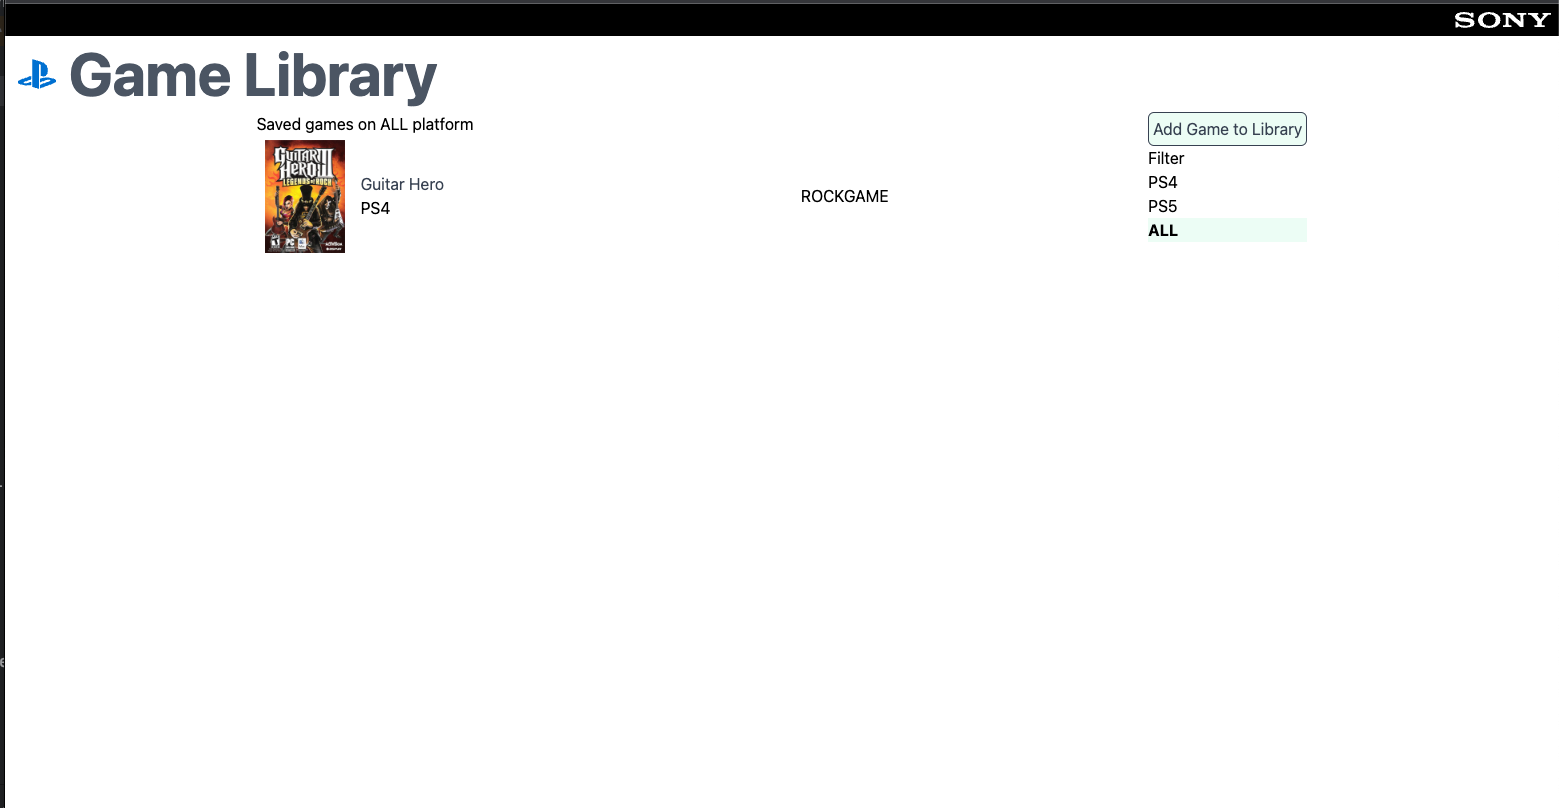 SONY
Game Library
Saved games on ALL platform
GUITAR
HERO III
LEGENDS OF ROCK
Guitar Hero
PS4
ROCKGAME
Add Game to Library
Filter
PS4
PS5
ALL